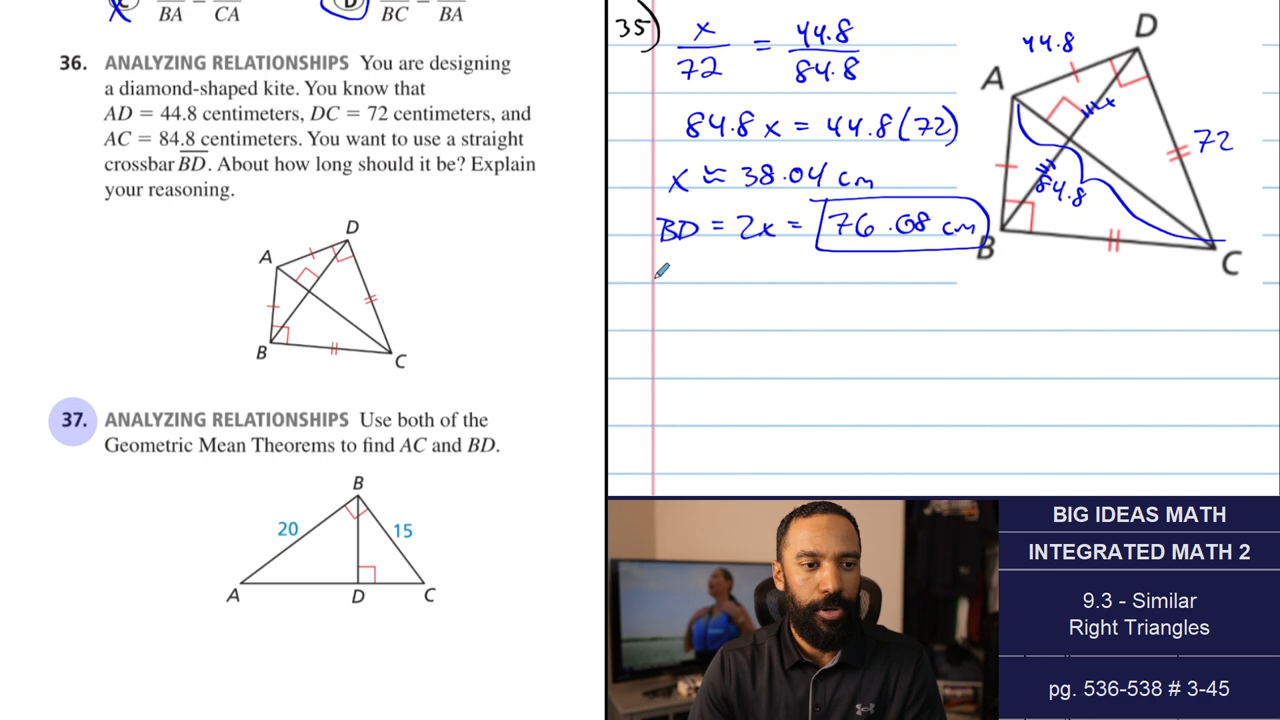 BA CA
D BC BA
36. ANALYZING RELATIONSHIPS You are designing
a diamond-shaped kite. You know that
AD = 44.8 centimeters, DC = 72 centimeters, and
AC = 84.8 centimeters. You want to use a straight
crossbar BD. About how long should it be? Explain
your reasoning.
D
A
B
C
37. ANALYZING RELATIONSHIPS Use both of the
Geometric Mean Theorems to find AC and BD.
B
20 15
A D C
35)
x/72 = 44.8/84.8
84.8x = 44.8(72)
x ≈ 38.04 cm
BD = 2x = 76.08 cm
D
44.8
A
72
84.8
B
C
BIG IDEAS MATH
INTEGRATED MATH 2
9.3 - Similar
Right Triangles
pg. 536-538 # 3-45